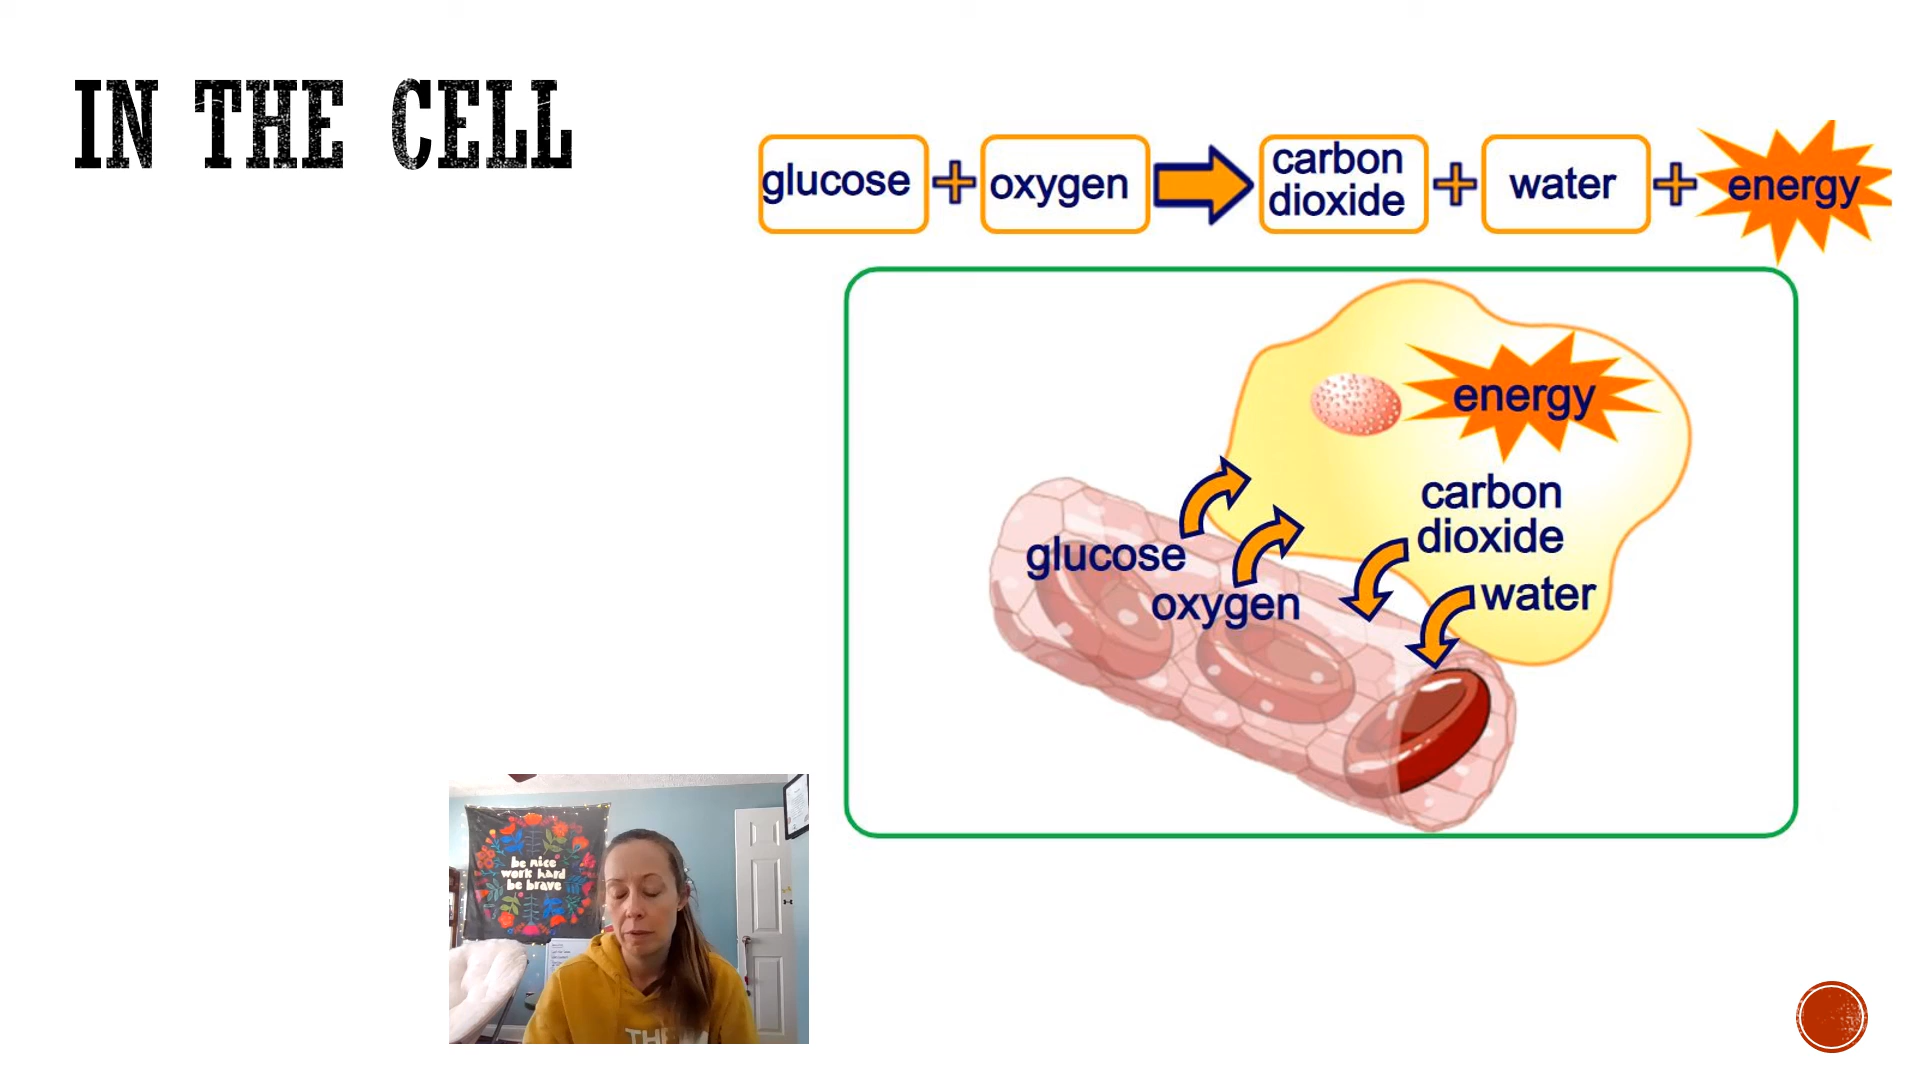 IN THE CELL
glucose + oxygen carbon dioxide + water + energy
energy
carbon
dioxide
glucose
oxygen
water
be nice
work hard
be brave
THE